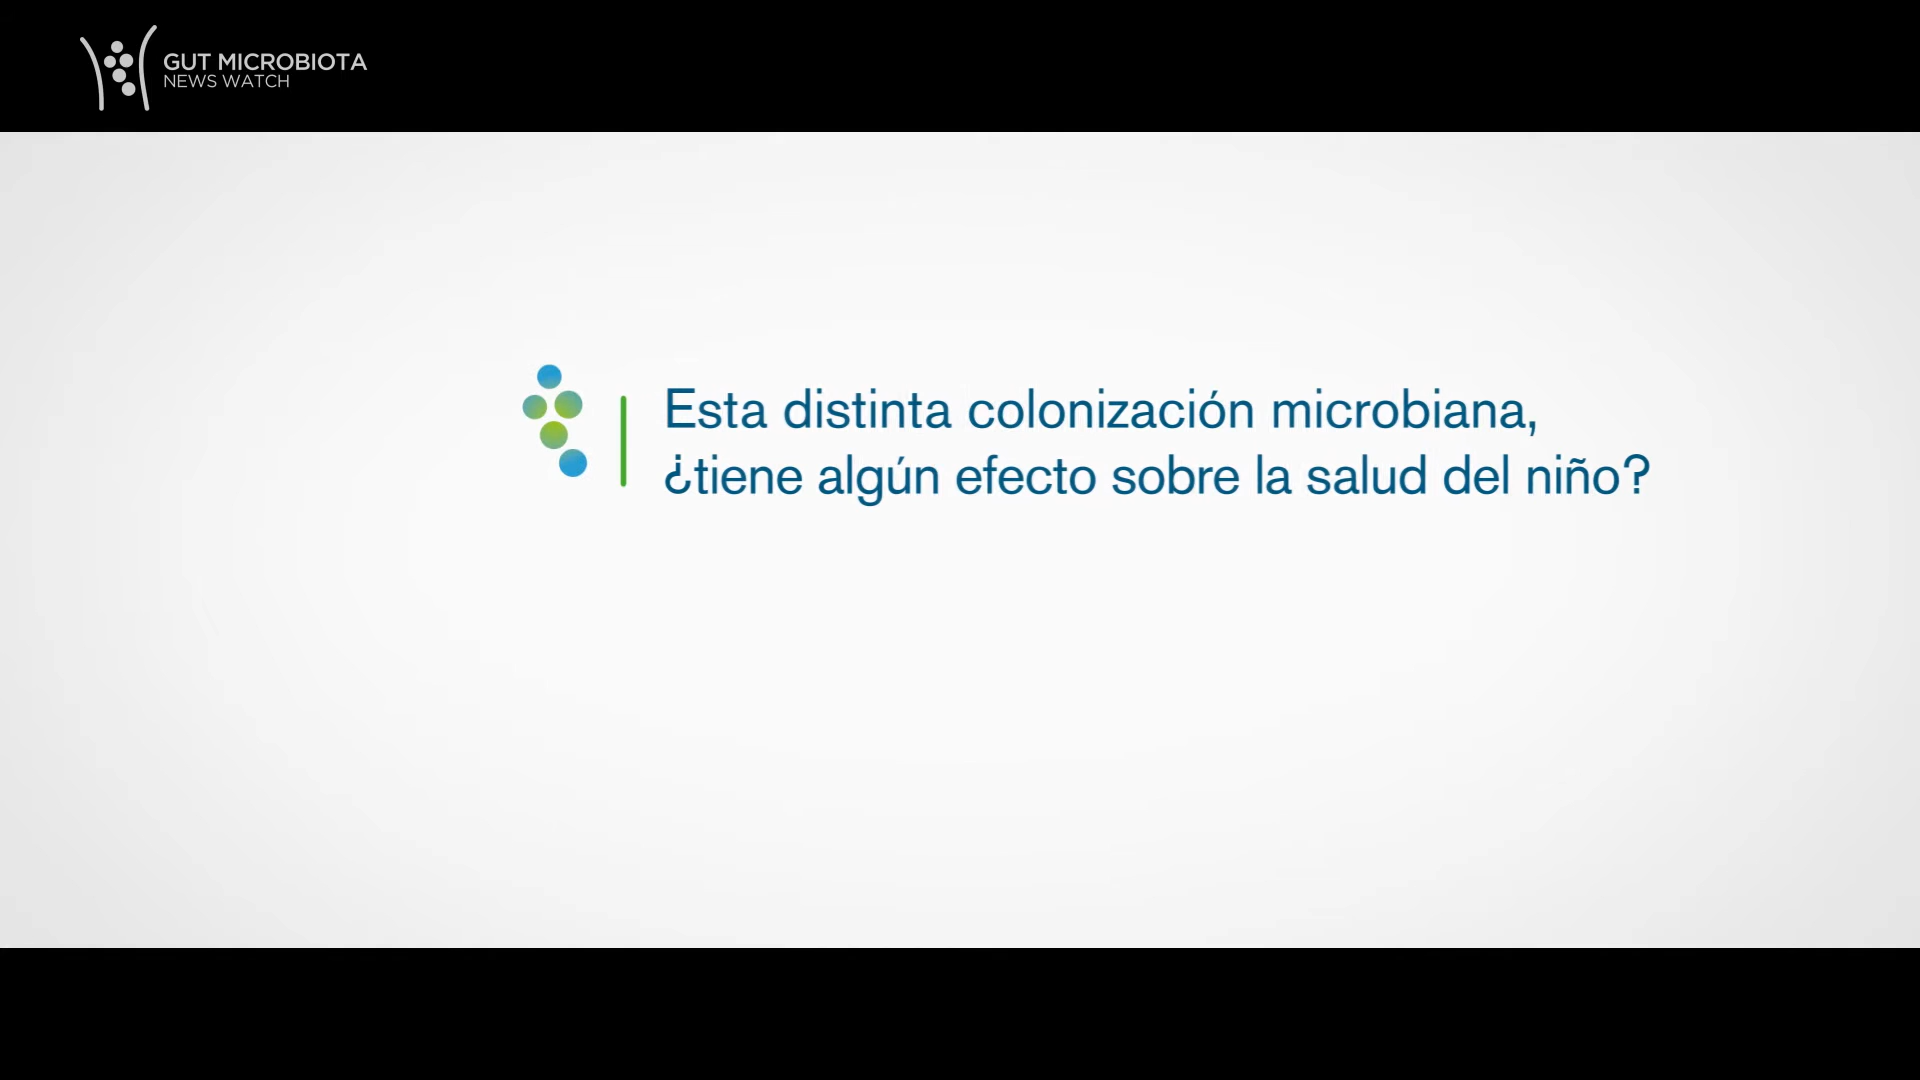 GUT MICROBIOTA
NEWS WATCH
Esta distinta colonización microbiana,
¿tiene algún efecto sobre la salud del niño?